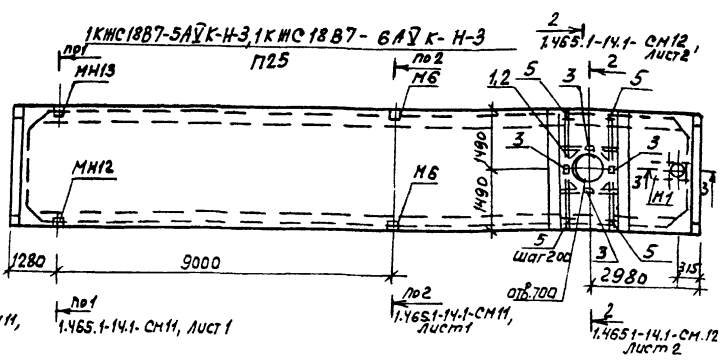 1КЖС18В7-5АⅤК-Н-3, 1КЖС18В7-6АⅤК-Н-3
П25
2
1.465.1-14.1-СМ12,
Лист2,
по1
МН13
по2
М6
1,2
5
3
2
5
3
3
1490
1490
3
М1
3
МН12
М6
5
шаг200
3
5
1280
9000
отв.700
2980
315
по1
1.465.1-14.1-СМ11, Лист 1
по2
1.465.1-14.1-СМ11,
Лист1
2
1.465.1-14.1-СМ.12
Лист 2